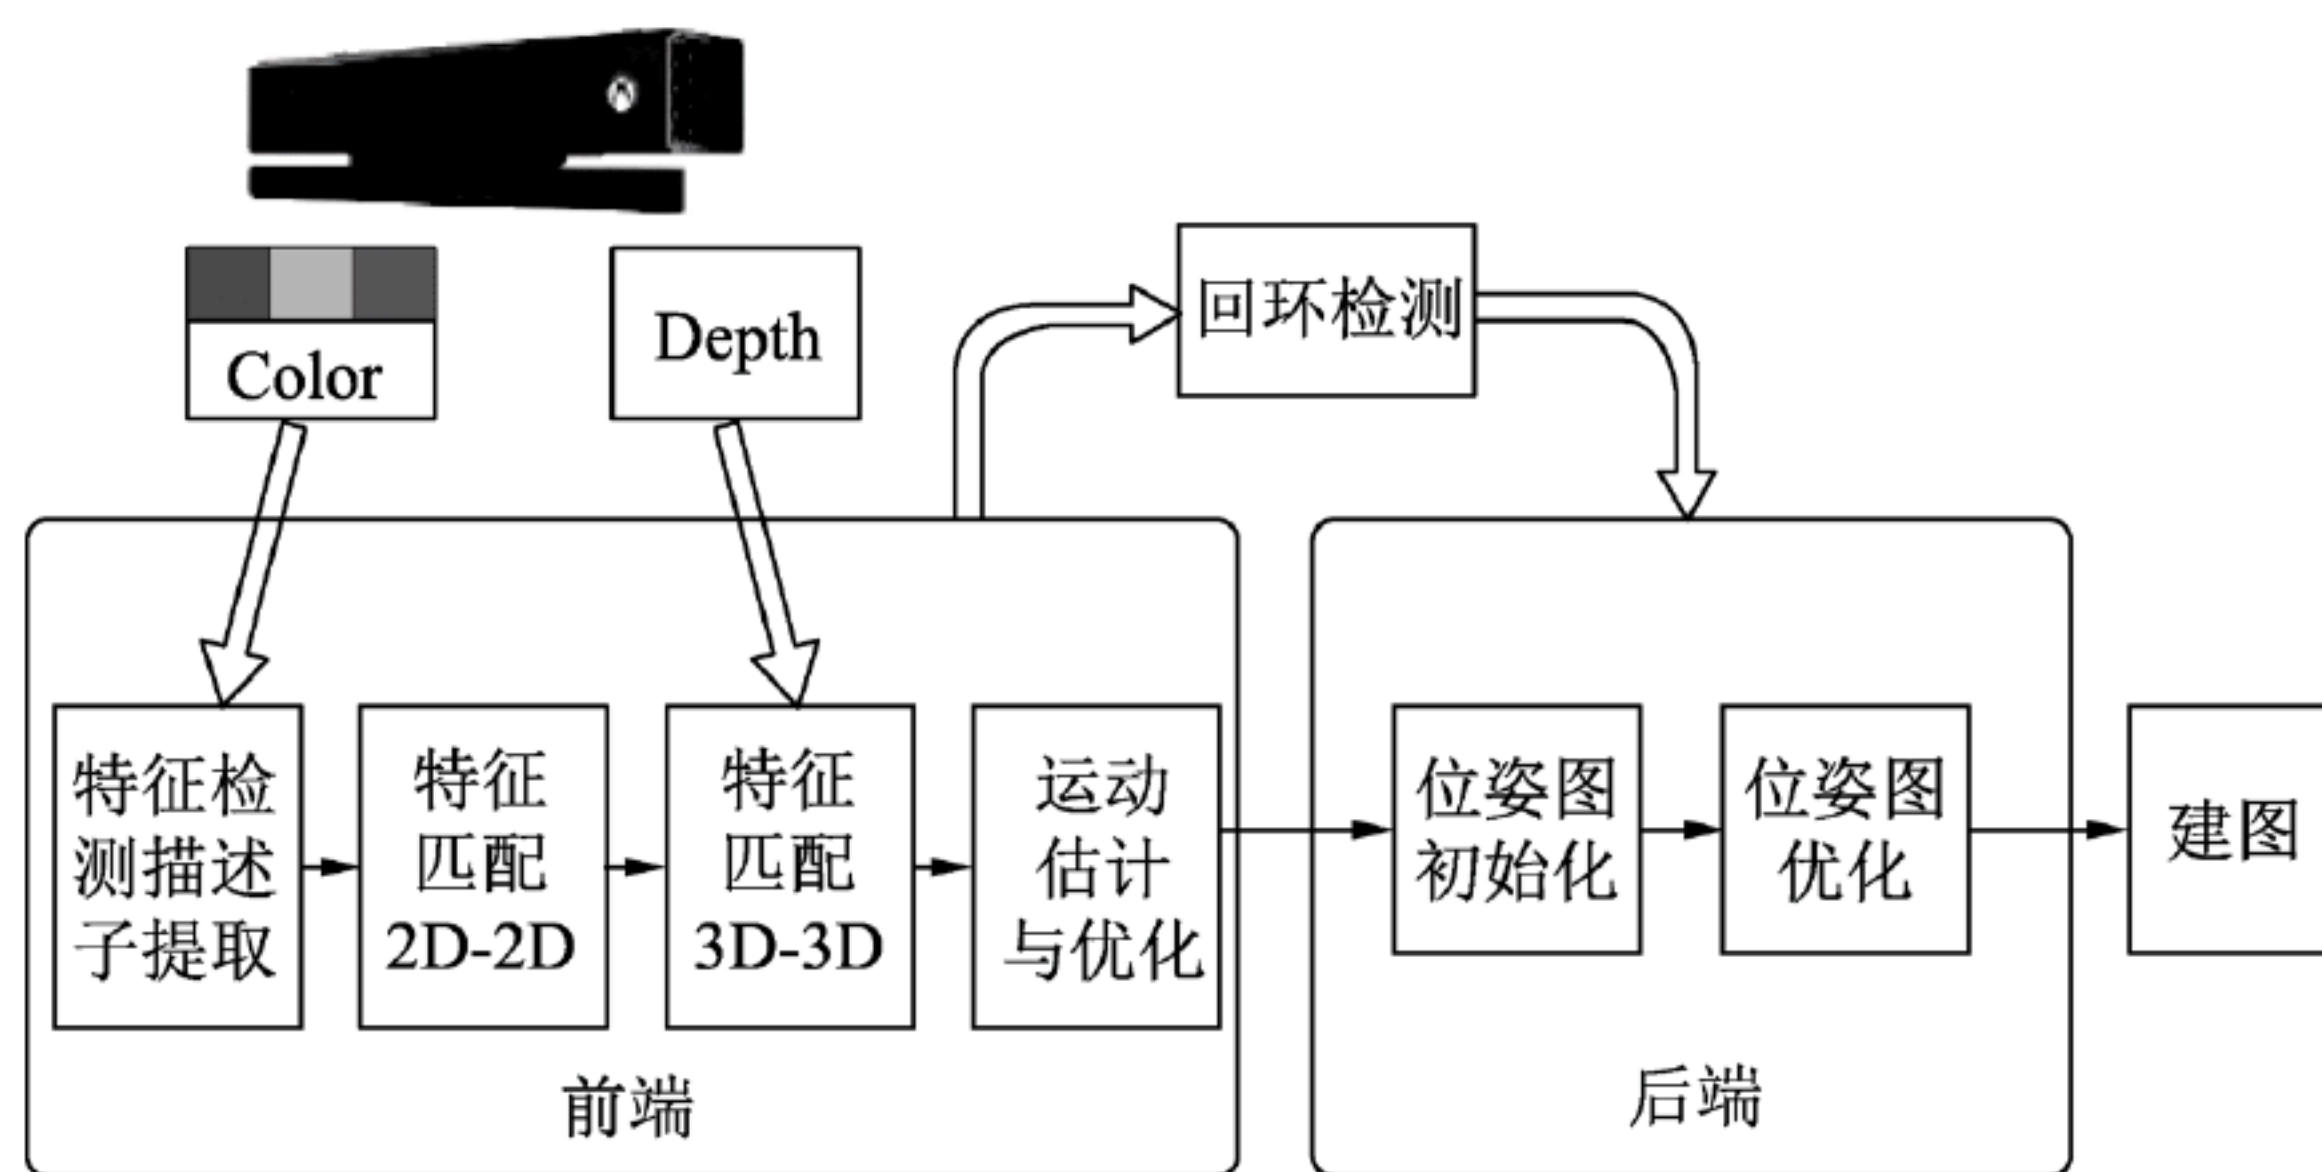 Color
Depth
回环检测
特征检
测描述
子提取
特征
匹配
2D-2D
特征
匹配
3D-3D
运动
估计
与优化
位姿图
初始化
位姿图
优化
建图
前端
后端